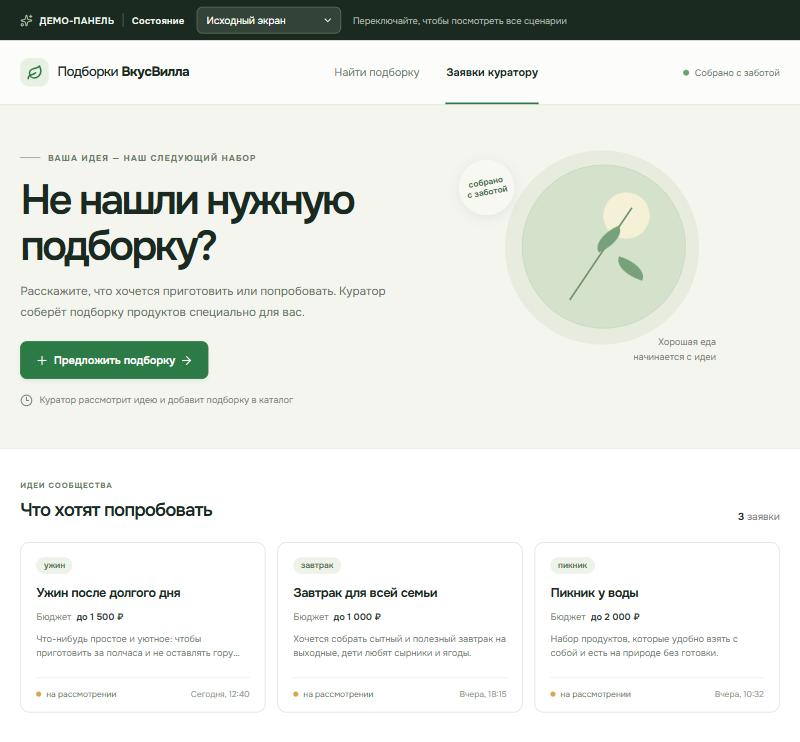 ДЕМО-ПАНЕЛЬ Состояние Исходный экран Переключайте, чтобы посмотреть все сценарии
Подборки ВкусВилла Найти подборку Заявки куратору Собрано с заботой
ВАША ИДЕЯ — НАШ СЛЕДУЮЩИЙ НАБОР
Не нашли нужную
подборку?
Расскажите, что хочется приготовить или попробовать. Куратор
соберёт подборку продуктов специально для вас.
+ Предложить подборку →
Куратор рассмотрит идею и добавит подборку в каталог
собрано
с заботой
Хорошая еда
начинается с идеи
ИДЕИ СООБЩЕСТВА
Что хотят попробовать
3 заявки
ужин
Ужин после долгого дня
Бюджет до 1 500 ₽
Что-нибудь простое и уютное: чтобы
приготовить за полчаса и не оставлять гору...
на рассмотрении Сегодня, 12:40
завтрак
Завтрак для всей семьи
Бюджет до 1 000 ₽
Хочется собрать сытный и полезный завтрак на
выходные, дети любят сырники и ягоды.
на рассмотрении Вчера, 18:15
пикник
Пикник у воды
Бюджет до 2 000 ₽
Набор продуктов, которые удобно взять с
собой и есть на природе без готовки.
на рассмотрении Вчера, 10:32